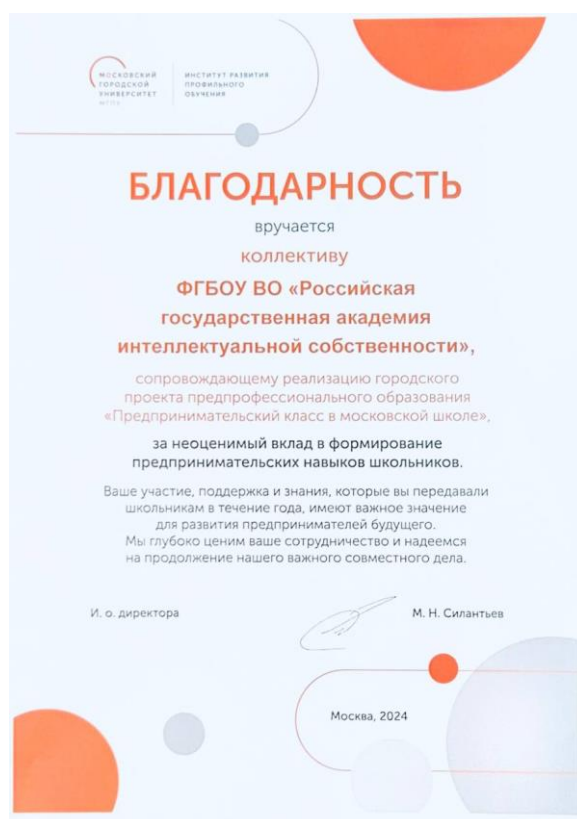 МОСКОВСКИЙ
ГОРОДСКОЙ
УНИВЕРСИТЕТ
МГПУ
ИНСТИТУТ РАЗВИТИЯ
ПРОФИЛЬНОГО
ОБУЧЕНИЯ
БЛАГОДАРНОСТЬ
вручается
коллективу
ФГБОУ ВО «Российская
государственная академия
интеллектуальной собственности»,
сопровождающему реализацию городского
проекта предпрофессионального образования
«Предпринимательский класс в московской школе»,
за неоценимый вклад в формирование
предпринимательских навыков школьников.
Ваше участие, поддержка и знания, которые вы передавали
школьникам в течение года, имеют важное значение
для развития предпринимателей будущего.
Мы глубоко ценим ваше сотрудничество и надеемся
на продолжение нашего важного совместного дела.
И. о. директора
М. Н. Силантьев
Москва, 2024